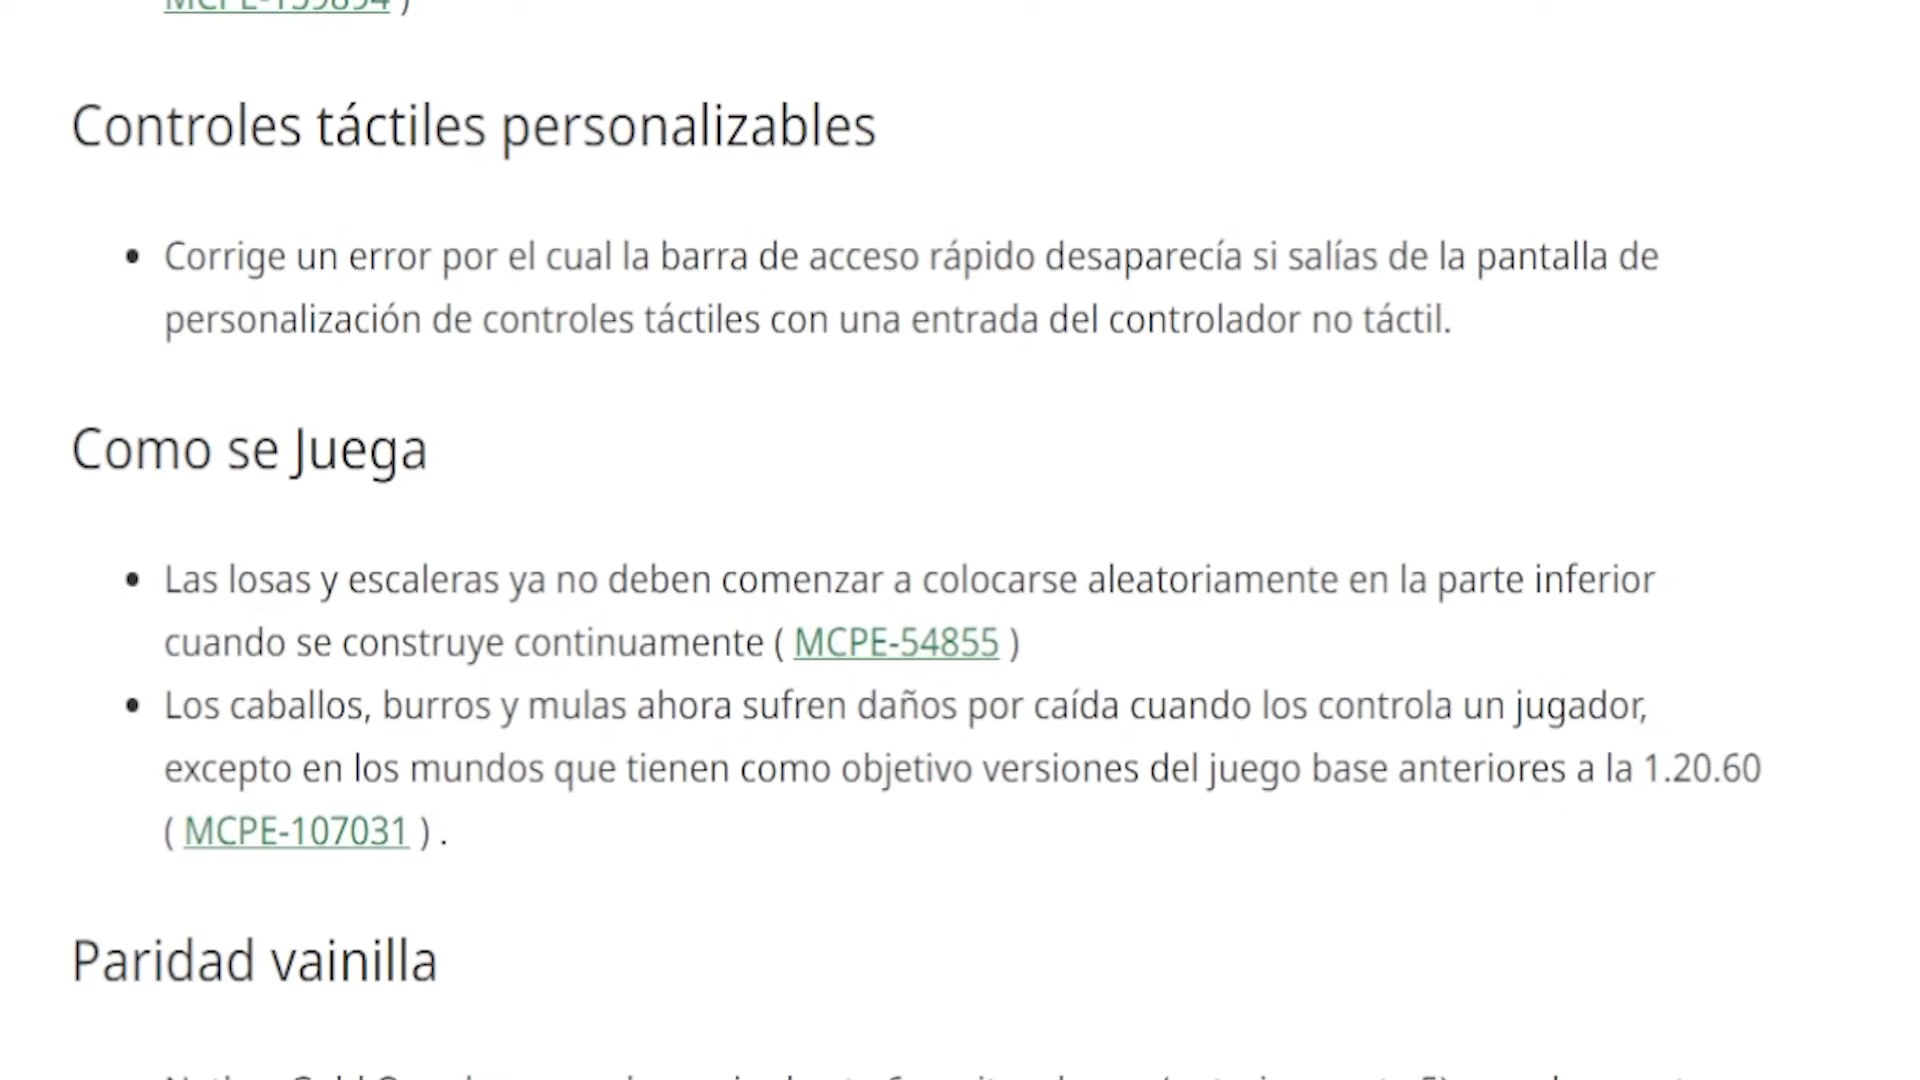 Controles táctiles personalizables
• Corrige un error por el cual la barra de acceso rápido desaparecía si salías de la pantalla de
personalización de controles táctiles con una entrada del controlador no táctil.
Como se Juega
• Las losas y escaleras ya no deben comenzar a colocarse aleatoriamente en la parte inferior
cuando se construye continuamente ( MCPE-54855 )
• Los caballos, burros y mulas ahora sufren daños por caída cuando los controla un jugador,
excepto en los mundos que tienen como objetivo versiones del juego base anteriores a la 1.20.60
( MCPE-107031 ) .
Paridad vainilla